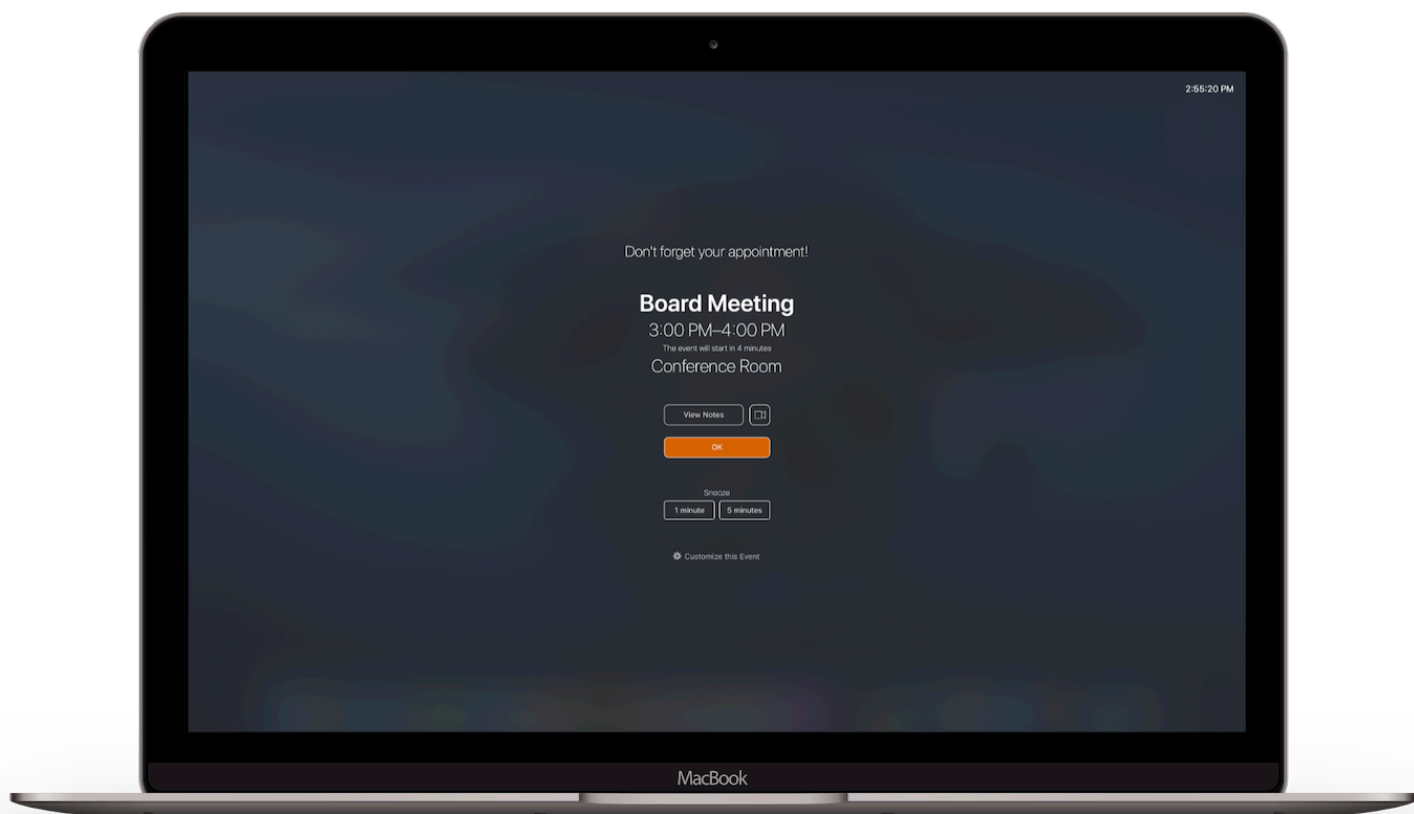 2:55:20 PM
Don't forget your appointment!
Board Meeting
3:00 PM–4:00 PM
The event will start in 4 minutes
Conference Room
View Notes
OK
Snooze
1 minute 5 minutes
Customize this Event
MacBook